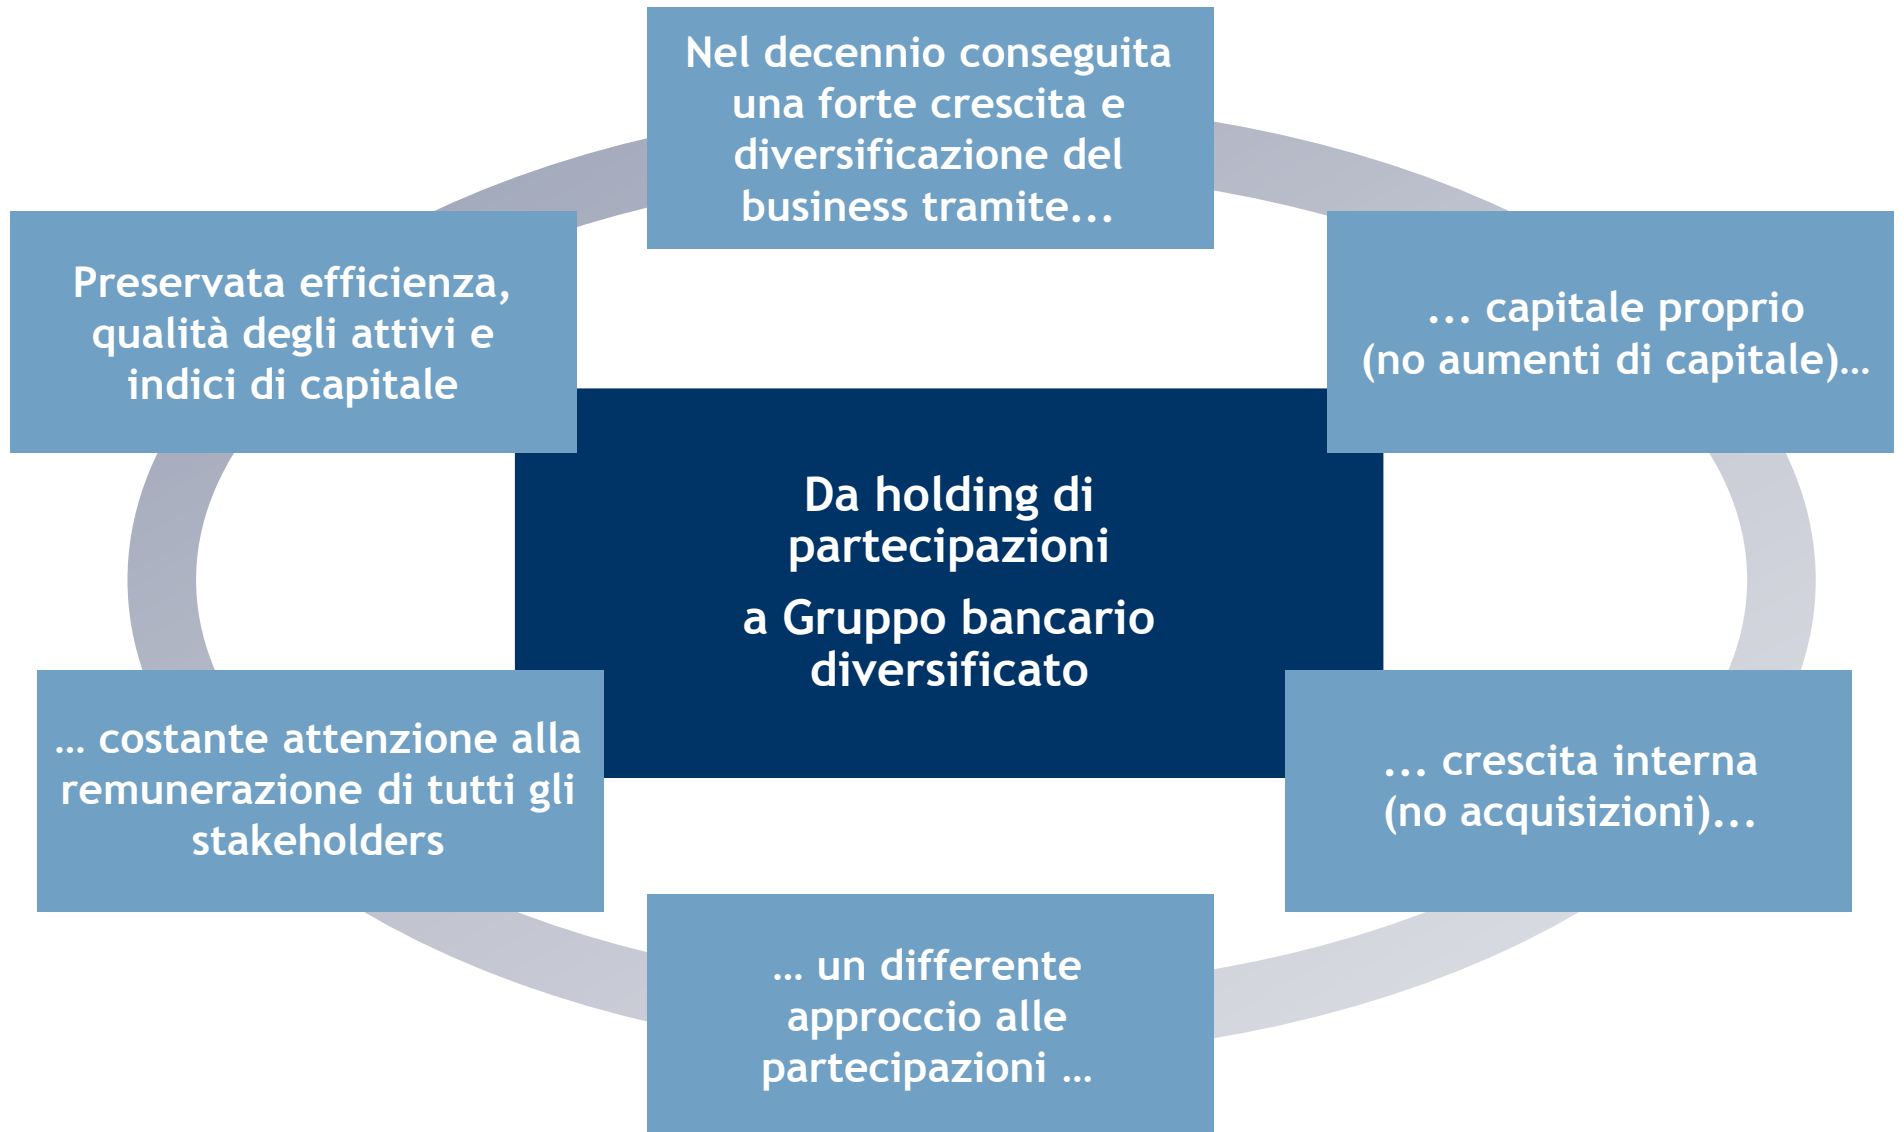 Nel decennio conseguita
una forte crescita e
diversificazione del
business tramite...
... capitale proprio
(no aumenti di capitale)…
... crescita interna
(no acquisizioni)...
… un differente
approccio alle
partecipazioni …
… costante attenzione alla
remunerazione di tutti gli
stakeholders
Preservata efficienza,
qualità degli attivi e
indici di capitale
Da holding di
partecipazioni
a Gruppo bancario
diversificato